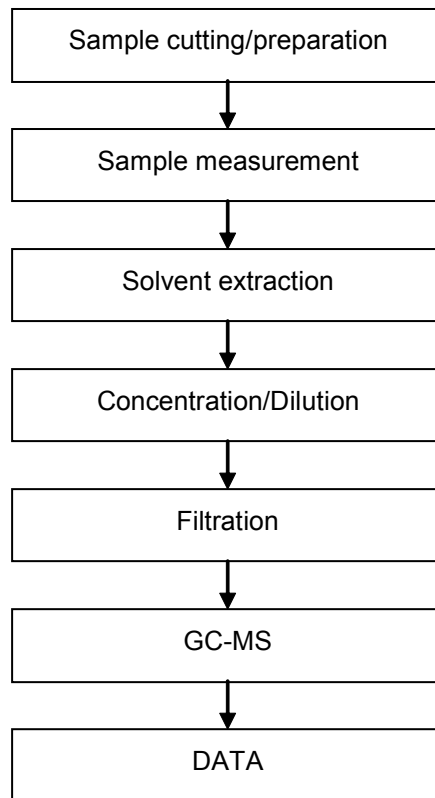 Sample cutting/preparation
Sample measurement
Solvent extraction
Concentration/Dilution
Filtration
GC-MS
DATA